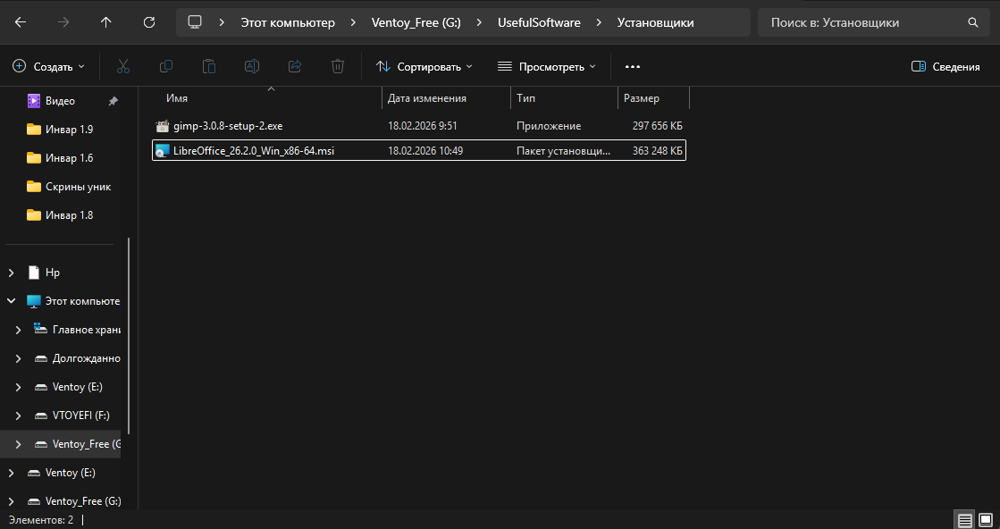 Этот компьютер > Ventoy_Free (G:) > UsefulSoftware > Установщики
Поиск в: Установщики
Создать
Сортировать
Просмотреть
Сведения
Имя
Дата изменения
Тип
Размер
gimp-3.0.8-setup-2.exe 18.02.2026 9:51 Приложение 297 656 КБ
LibreOffice_26.2.0_Win_x86-64.msi 18.02.2026 10:49 Пакет установщи... 363 248 КБ
Видео
Инвар 1.9
Инвар 1.6
Скрины уник
Инвар 1.8
Hp
Этот компьюте
Главное храни
Долгожданно
Ventoy (E:)
VTOYEFI (F:)
Ventoy_Free (G
Ventoy (E:)
Ventoy_Free (G:)
Элементов: 2